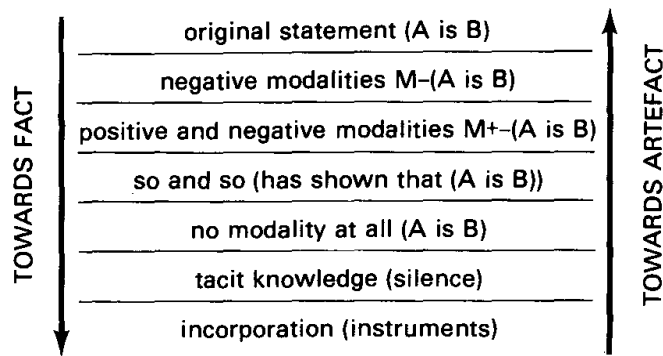 original statement (A is B)
negative modalities M–(A is B)
positive and negative modalities M+–(A is B)
so and so (has shown that (A is B))
no modality at all (A is B)
tacit knowledge (silence)
incorporation (instruments)
TOWARDS FACT
TOWARDS ARTEFACT